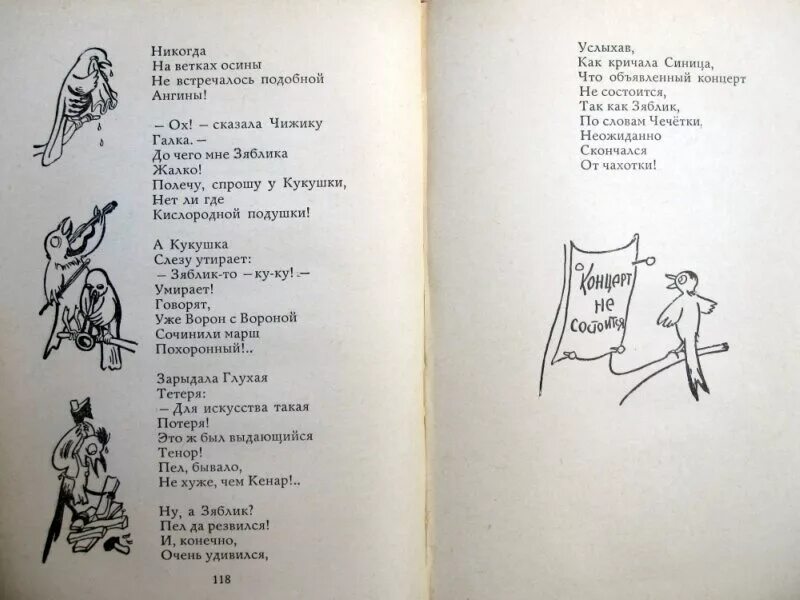 Никогда
На ветках осины
Не встречалось подобной
Ангины!
— Ох! — сказала Чижику
Галка. —
До чего мне Зяблика
Жалко!
Полечу, спрошу у Кукушки,
Нет ли где
Кислородной подушки!
А Кукушка
Слезу утирает:
— Зяблик-то — ку-ку! —
Умирает!
Говорят,
Уже Ворон с Вороной
Сочинили марш
Похоронный!..
Зарыдала Глухая
Тетеря:
— Для искусства такая
Потеря!
Это ж был выдающийся
Тенор!
Пел, бывало,
Не хуже, чем Кенар!..
Ну, а Зяблик?
Пел да резвился!
И, конечно,
Очень удивился,
118
Услыхав,
Как кричала Синица,
Что объявленный концерт
Не состоится,
Так как Зяблик,
По словам Чечётки,
Неожиданно
Скончался
От чахотки!
Концерт
не
состоится